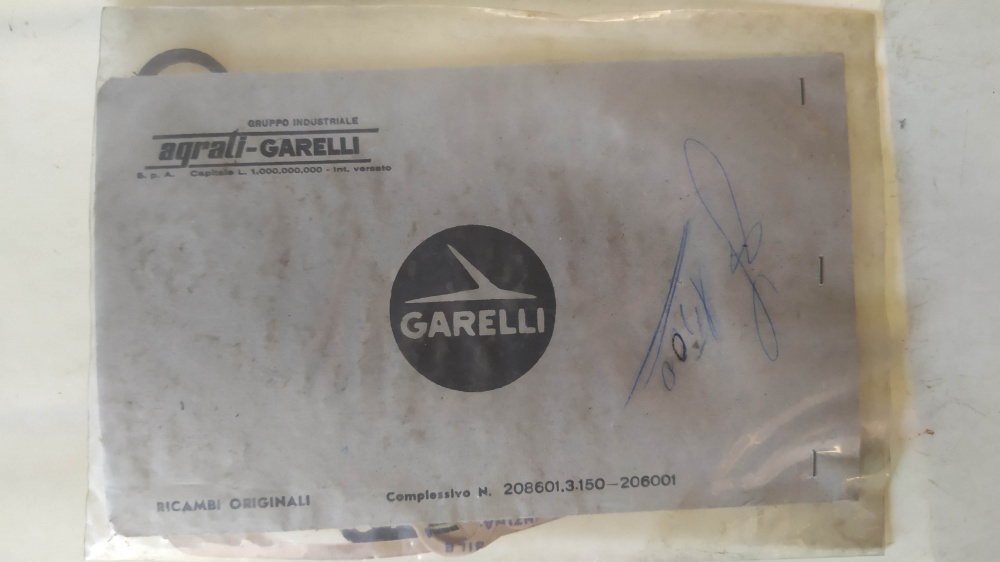 GRUPPO INDUSTRIALE
agrati-GARELLI
S. p. A. Capitale L. 1.000.000.000 - Int. versato
GARELLI
RICAMBI ORIGINALI
Complessivo N. 208601.3.150-206001